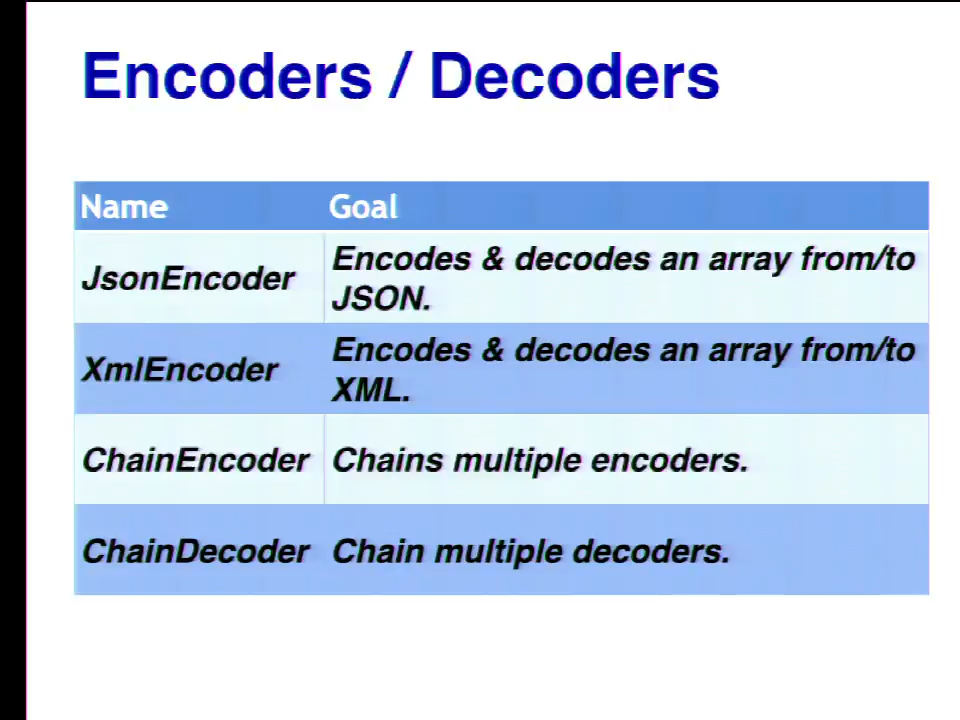 Encoders / Decoders
Name Goal
JsonEncoder Encodes & decodes an array from/to
JSON.
XmlEncoder Encodes & decodes an array from/to
XML.
ChainEncoder Chains multiple encoders.
ChainDecoder Chain multiple decoders.